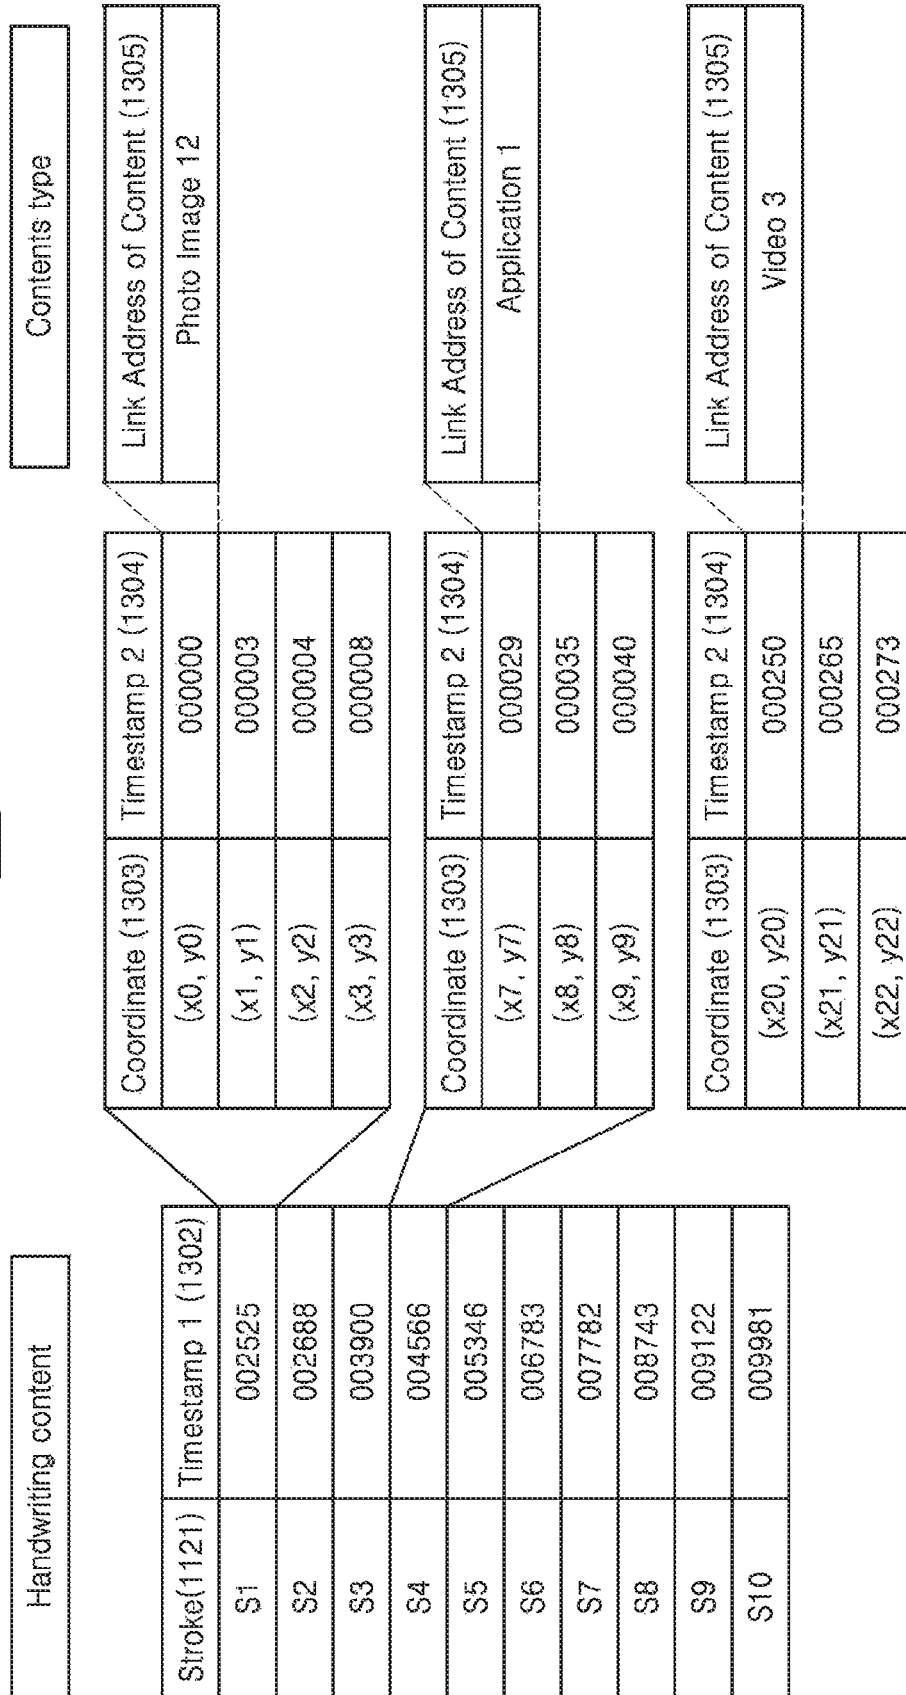 Handwriting content
Contents type
Stroke(1121) Timestamp 1 (1302)
S1 002525
S2 002688
S3 003900
S4 004566
S5 005346
S6 006783
S7 007782
S8 008743
S9 009122
S10 009981
Coordinate (1303) Timestamp 2 (1304)
(x0, y0) 000000
(x1, y1) 000003
(x2, y2) 000004
(x3, y3) 000008
Link Address of Content (1305)
Photo Image 12
Coordinate (1303) Timestamp 2 (1304)
(x7, y7) 000029
(x8, y8) 000035
(x9, y9) 000040
Link Address of Content (1305)
Application 1
Coordinate (1303) Timestamp 2 (1304)
(x20, y20) 000250
(x21, y21) 000265
(x22, y22) 000273
Link Address of Content (1305)
Video 3